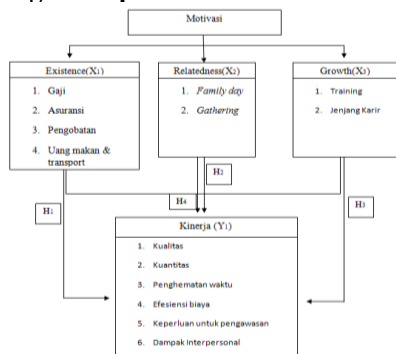 Motivasi
Existence(X1)
1. Gaji
2. Asuransi
3. Pengobatan
4. Uang makan &
transport
Relatedness(X2)
1. Family day
2. Gathering
Growth(X3)
1. Training
2. Jenjang Karir
H2
H4
H1
H3
Kinerja (Y1)
1. Kualitas
2. Kuantitas
3. Penghematan waktu
4. Efesiensi biaya
5. Keperluan untuk pengawasan
6. Dampak Interpersonal